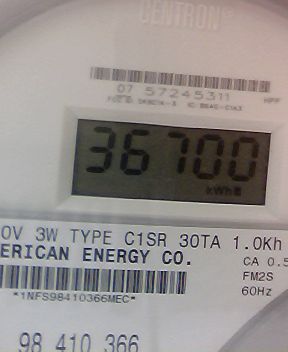 CENTRON®
07 57245311
36700
kWh
0V 3W TYPE C1SR 30TA 1.0Kh
ERICAN ENERGY CO.
CA 0.5
FM2S
*1NFS98410366MEC*
60Hz
98 410 366